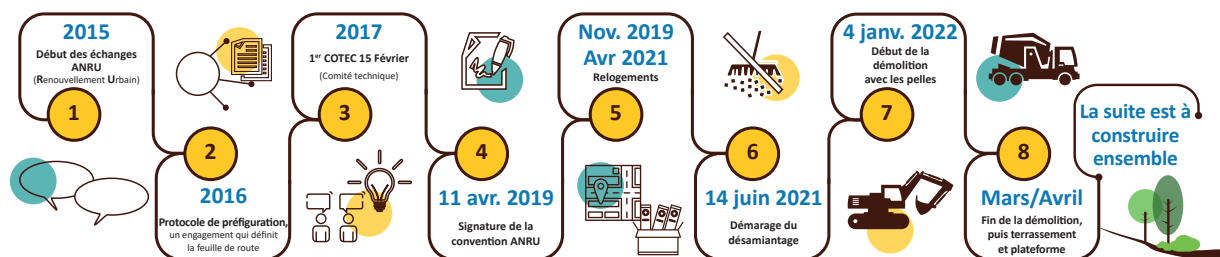 2015
Début des échanges
ANRU
(Renouvellement Urbain)
1
2
2016
Protocole de préfiguration,
un engagement qui définit
la feuille de route
2017
1er COTEC 15 Février
(Comité technique)
3
4
11 avr. 2019
Signature de la
convention ANRU
Nov. 2019
Avr 2021
Relogements
5
6
14 juin 2021
Démarage du
désamiantage
4 janv. 2022
Début de la
démolition
avec les pelles
7
8
Mars/Avril
Fin de la démolition,
puis terrassement
et plateforme
La suite est à
construire
ensemble